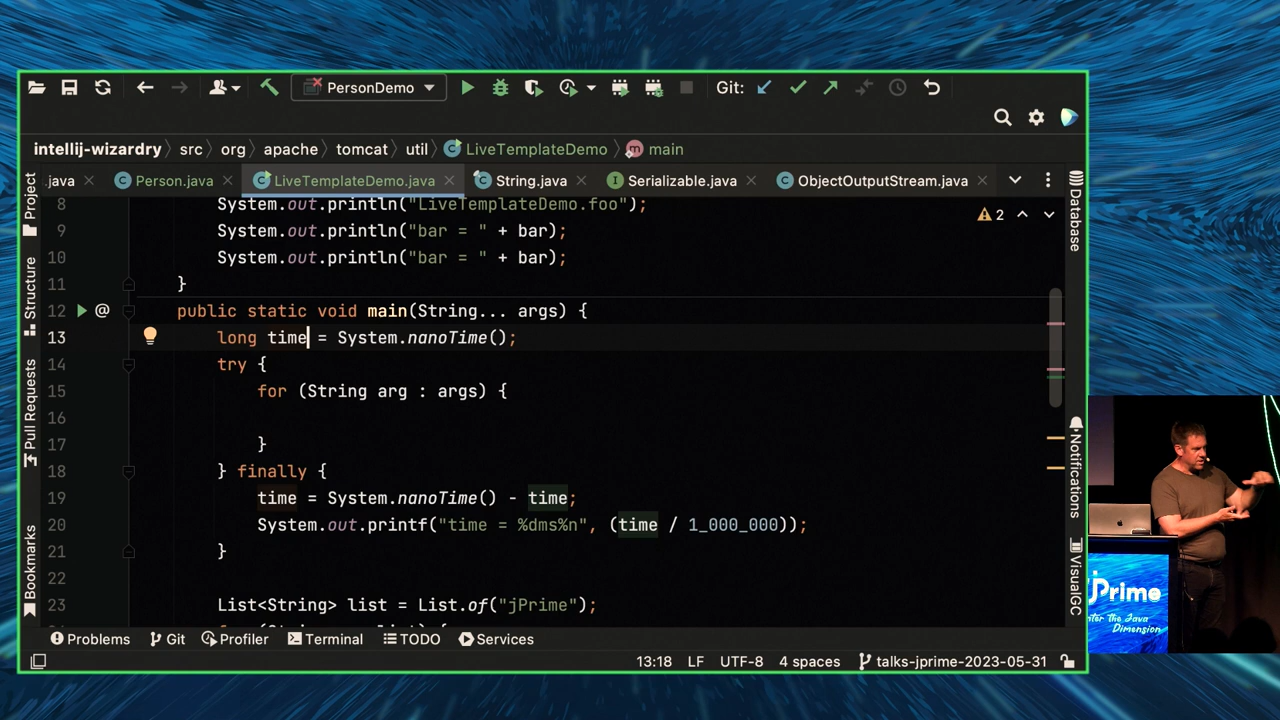 PersonDemo
Git:
intellij-wizardry src org apache tomcat util LiveTemplateDemo main
.java Person.java LiveTemplateDemo.java String.java Serializable.java ObjectOutputStream.java
8 System.out.println("LiveTemplateDemo.foo");
2
9 System.out.println("bar = " + bar);
10 System.out.println("bar = " + bar);
11 }
12 @ public static void main(String... args) {
13 long time = System.nanoTime();
14 try {
15 for (String arg : args) {
16
17 }
18 } finally {
19 time = System.nanoTime() - time;
20 System.out.printf("time = %dms%n", (time / 1_000_000));
21 }
22
23 List<String> list = List.of("jPrime");
Project
Structure
Pull Requests
Bookmarks
Database
Notifications
VisualGC
Problems Git Profiler Terminal TODO Services
13:18 LF UTF-8 4 spaces talks-jprime-2023-05-31
jPrime
nter the Java
Dimension